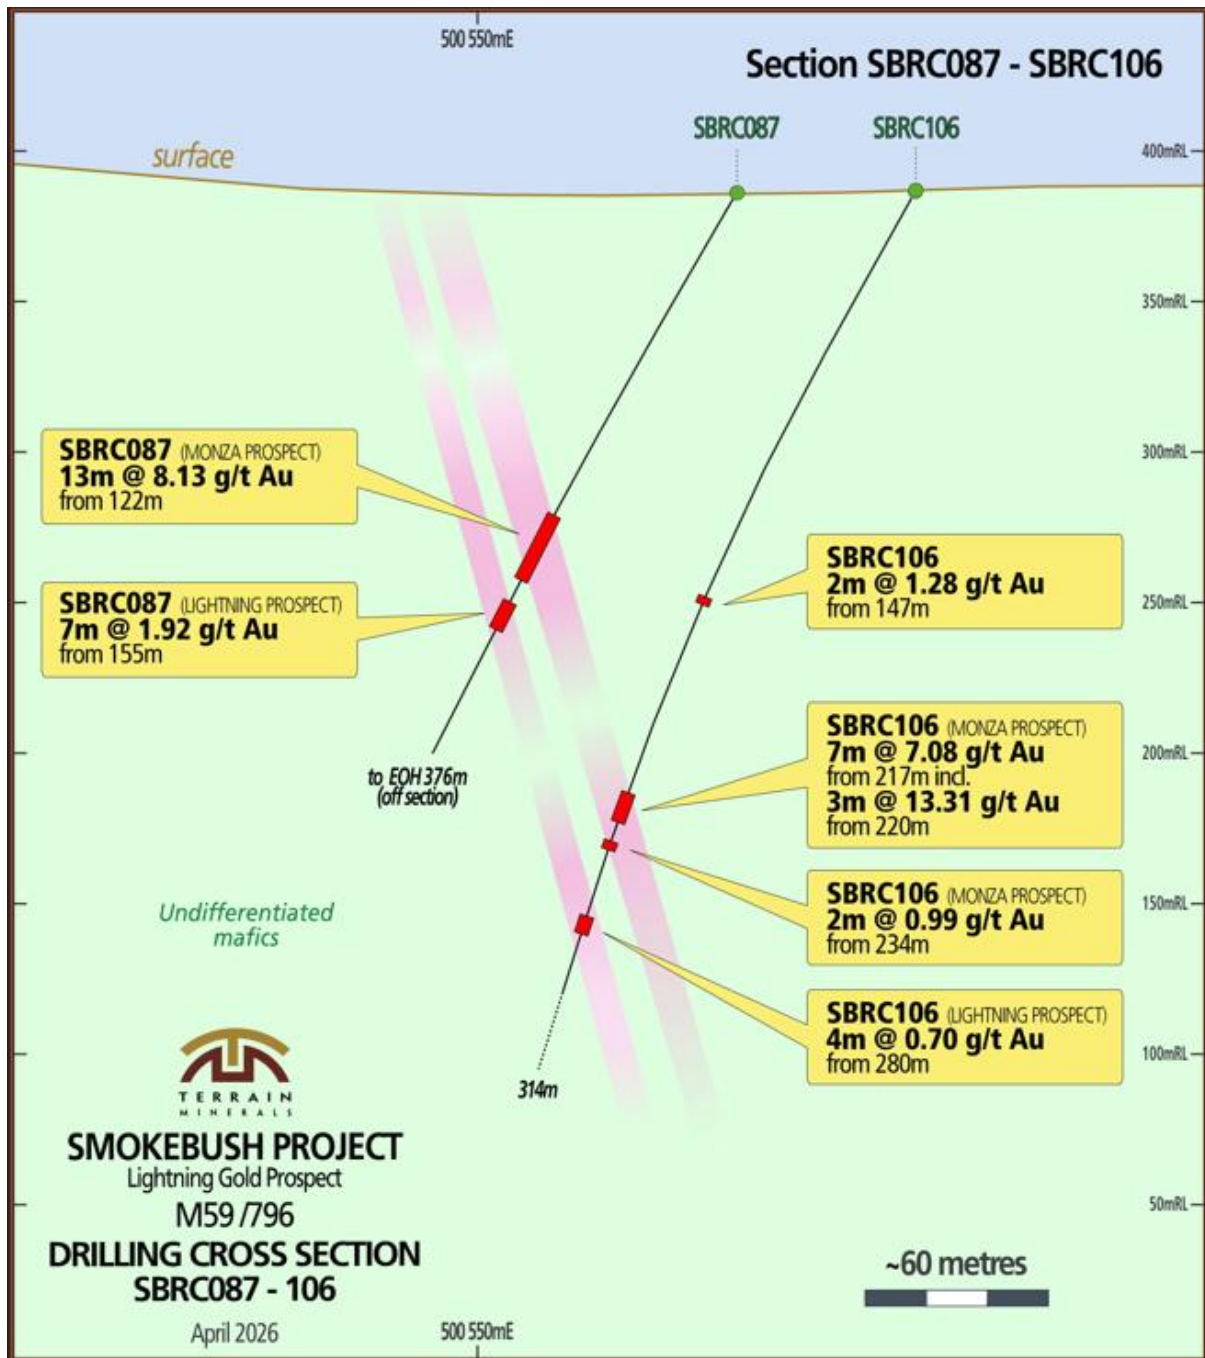 500 550mE
Section SBRC087 - SBRC106
SBRC087
SBRC106
surface
400mRL
350mRL
300mRL
250mRL
200mRL
150mRL
100mRL
50mRL
SBRC087 (MONZA PROSPECT)
13m @ 8.13 g/t Au
from 122m
SBRC087 (LIGHTNING PROSPECT)
7m @ 1.92 g/t Au
from 155m
to EOH 376m
(off section)
SBRC106
2m @ 1.28 g/t Au
from 147m
SBRC106 (MONZA PROSPECT)
7m @ 7.08 g/t Au
from 217m incl.
3m @ 13.31 g/t Au
from 220m
SBRC106 (MONZA PROSPECT)
2m @ 0.99 g/t Au
from 234m
SBRC106 (LIGHTNING PROSPECT)
4m @ 0.70 g/t Au
from 280m
314m
Undifferentiated
mafics
TERRAIN
MINERALS
SMOKEBUSH PROJECT
Lightning Gold Prospect
M59 /796
DRILLING CROSS SECTION
SBRC087 - 106
April 2026
500 550mE
~60 metres